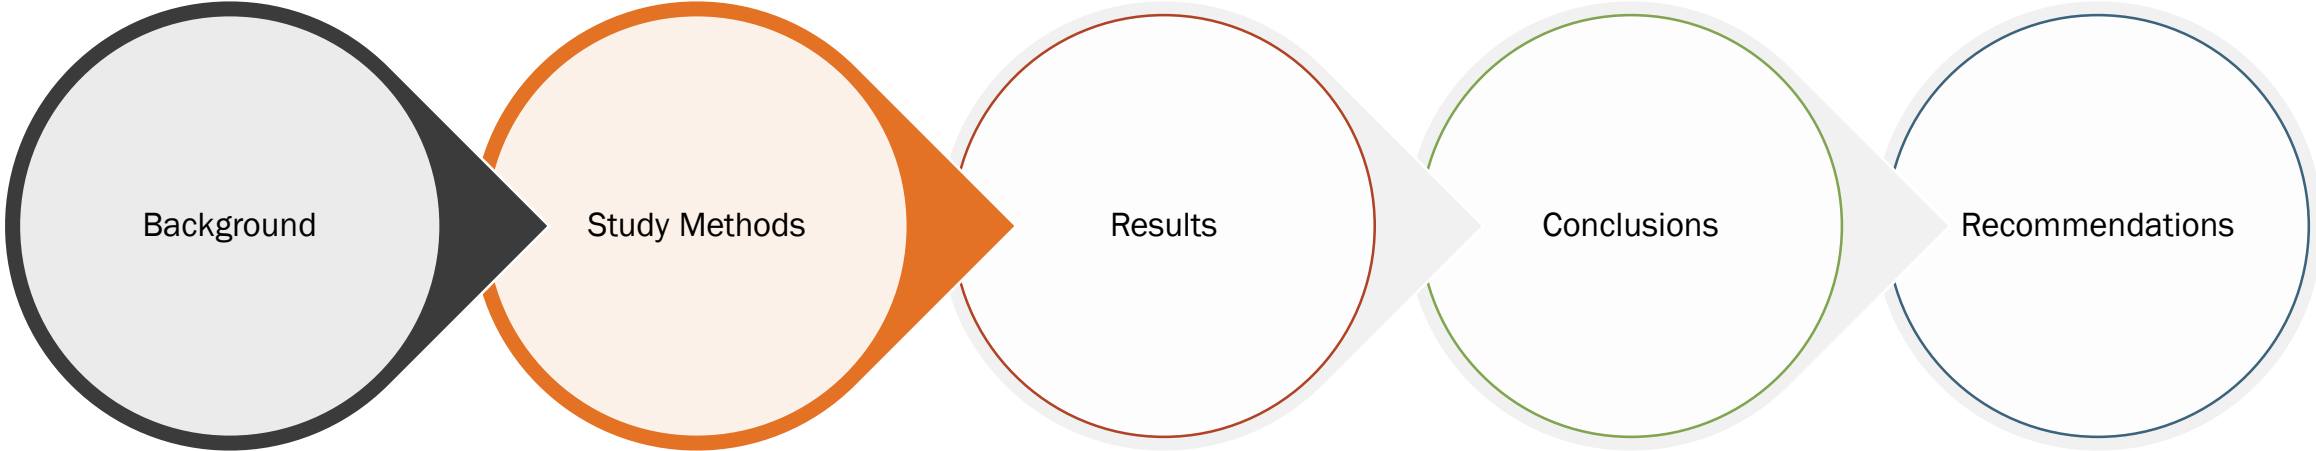 Background
Study Methods
Results
Conclusions
Recommendations